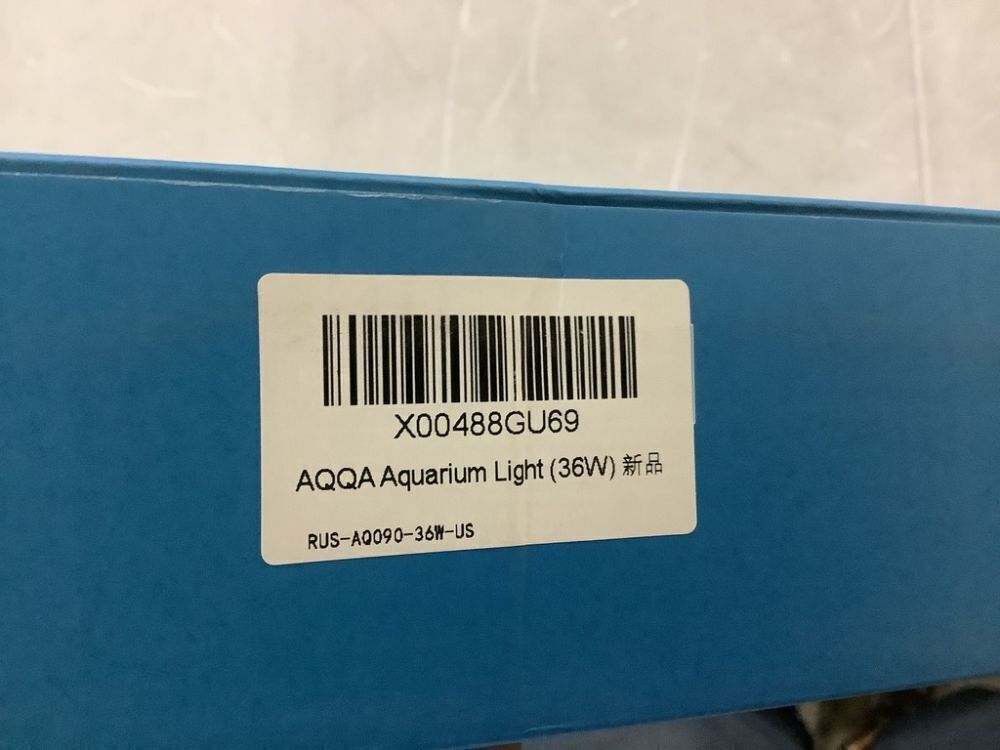 X00488GU69
AQQA Aquarium Light (36W) 新品
RUS-AQ090-36W-US